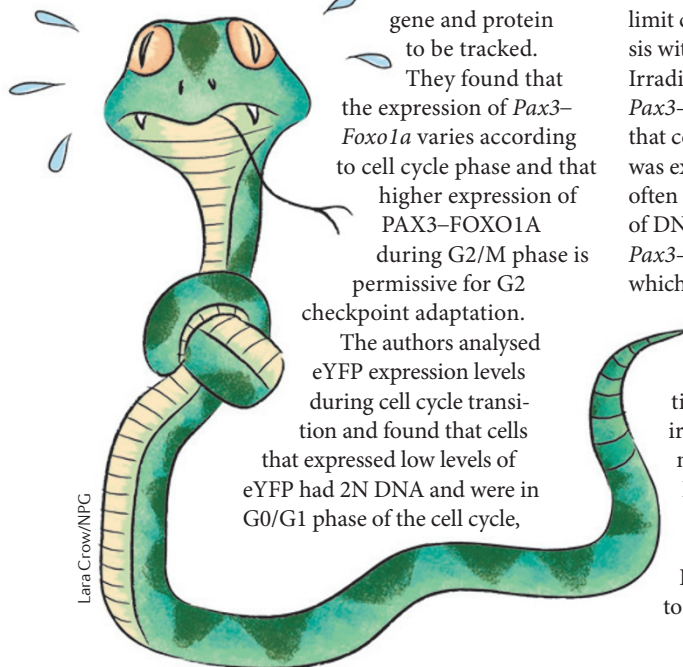 gene and protein
to be tracked.
They found that
the expression of Pax3–
Foxo1a varies according
to cell cycle phase and that
higher expression of
PAX3–FOXO1A
during G2/M phase is
permissive for G2
checkpoint adaptation.
The authors analysed
eYFP expression levels
during cell cycle transi-
tion and found that cells
that expressed low levels of
eYFP had 2N DNA and were in
G0/G1 phase of the cell cycle,
Lara Crow/NPG
limit
sis wit
Irradi
Pax3–
that c
was ex
often
of DN
Pax3–
which
ti
ir
to